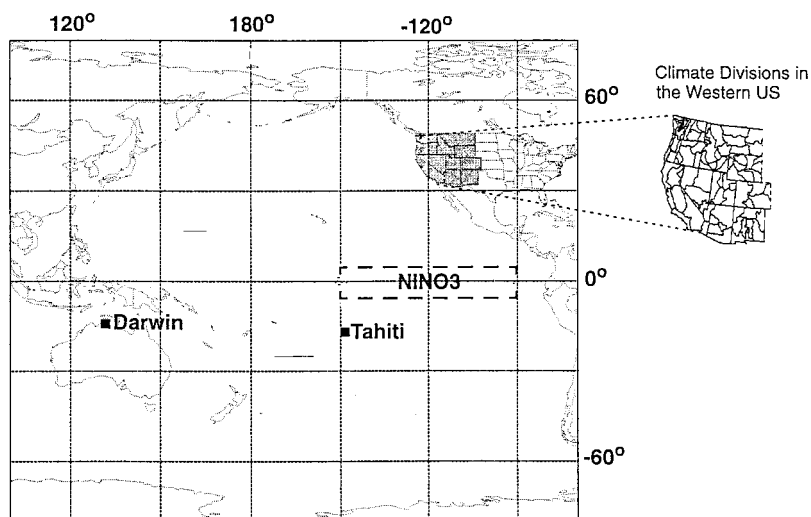 120° 180° -120°
Climate Divisions in
the Western US
60°
NINO3
0°
Darwin
Tahiti
-60°